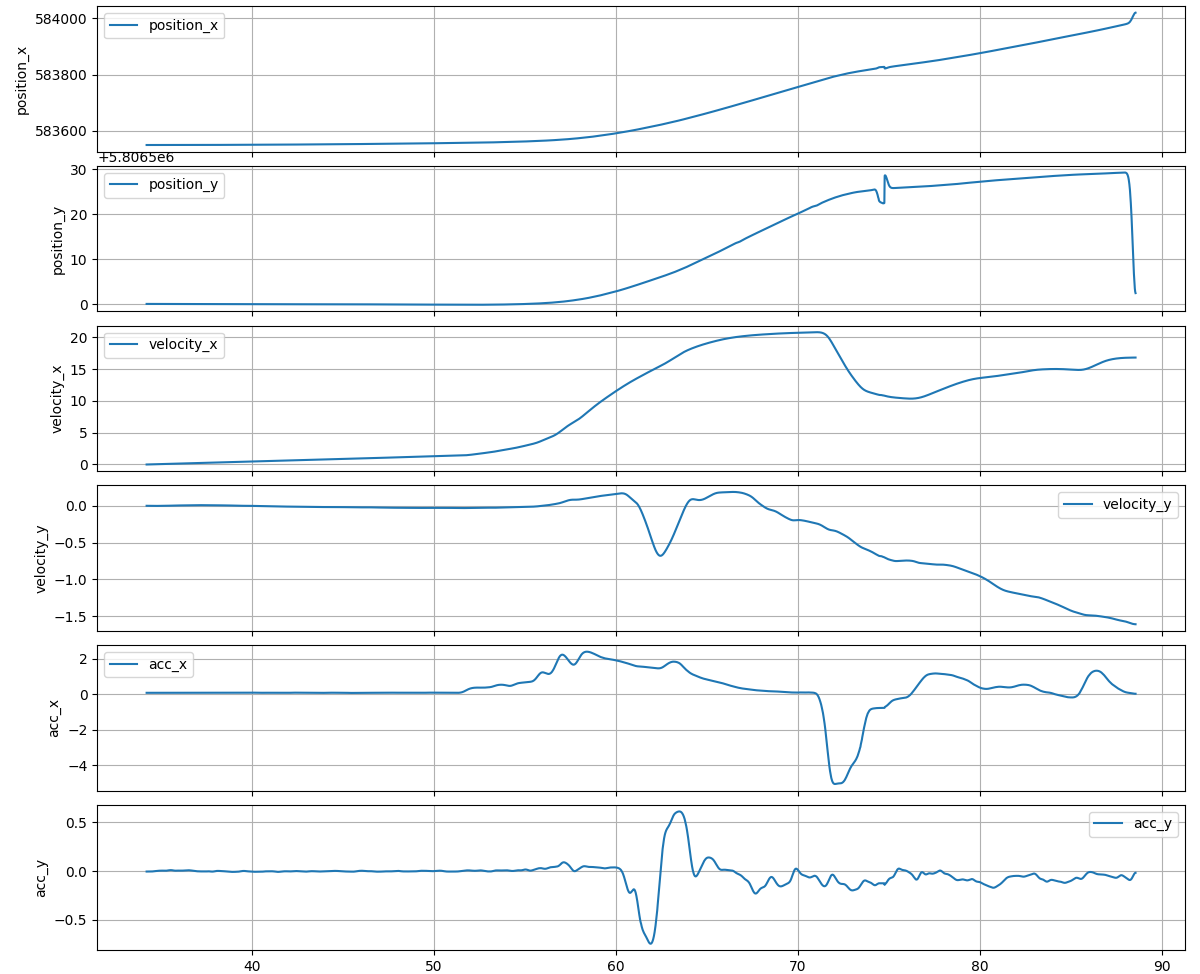 position_x
584000
583800
583600
position_x
+5.8065e6
position_y
30
20
10
0
position_y
velocity_x
20
15
10
5
0
velocity_x
velocity_y
0.0
−0.5
−1.0
−1.5
velocity_y
acc_x
2
0
−2
−4
acc_x
acc_y
0.5
0.0
−0.5
acc_y
40 50 60 70 80 90